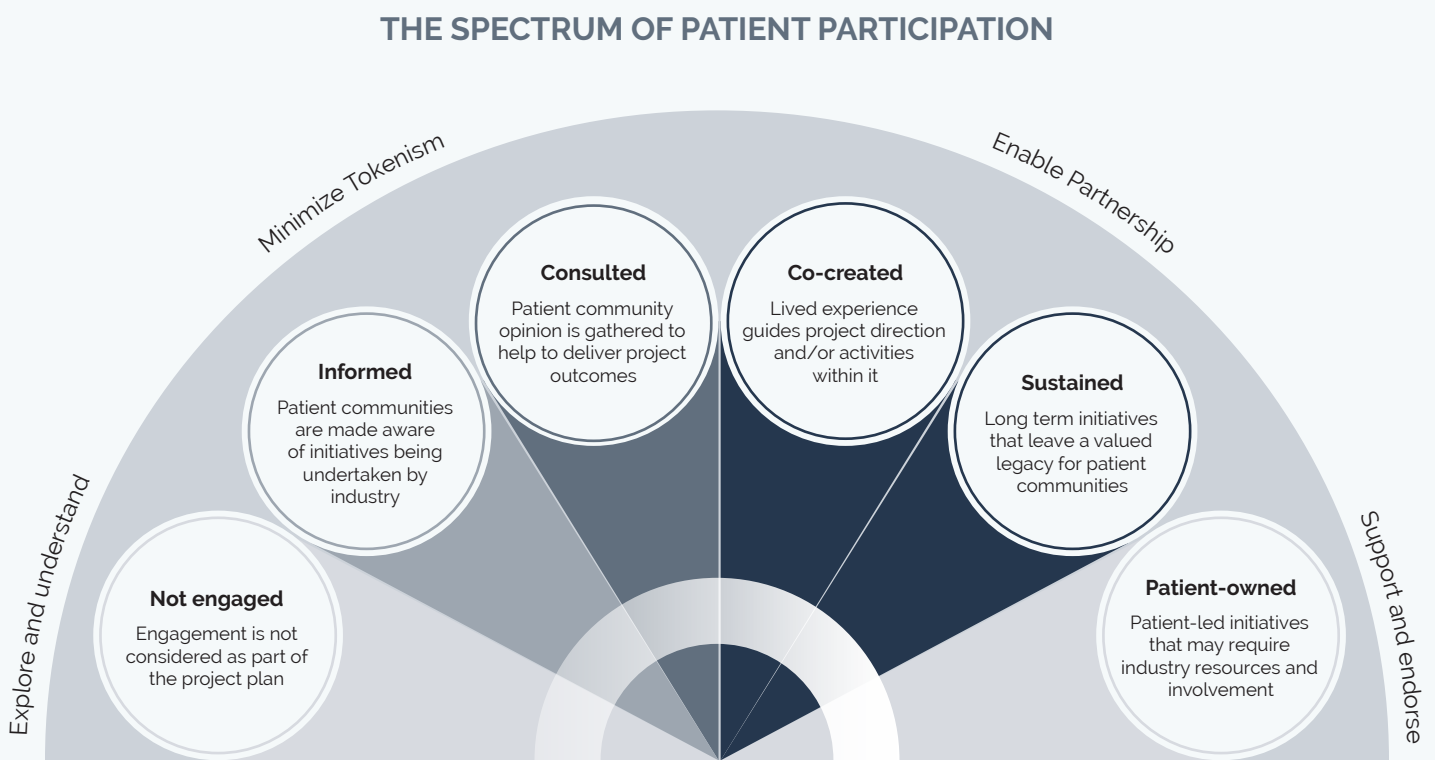 THE SPECTRUM OF PATIENT PARTICIPATION
Explore and understand
Minimize Tokenism
Enable Partnership
Support and endorse
Not engaged
Engagement is not
considered as part of
the project plan
Informed
Patient communities
are made aware
of initiatives being
undertaken by
industry
Consulted
Patient community
opinion is gathered to
help to deliver project
outcomes
Co-created
Lived experience
guides project direction
and/or activities
within it
Sustained
Long term initiatives
that leave a valued
legacy for patient
communities
Patient-owned
Patient-led initiatives
that may require
industry resources and
involvement